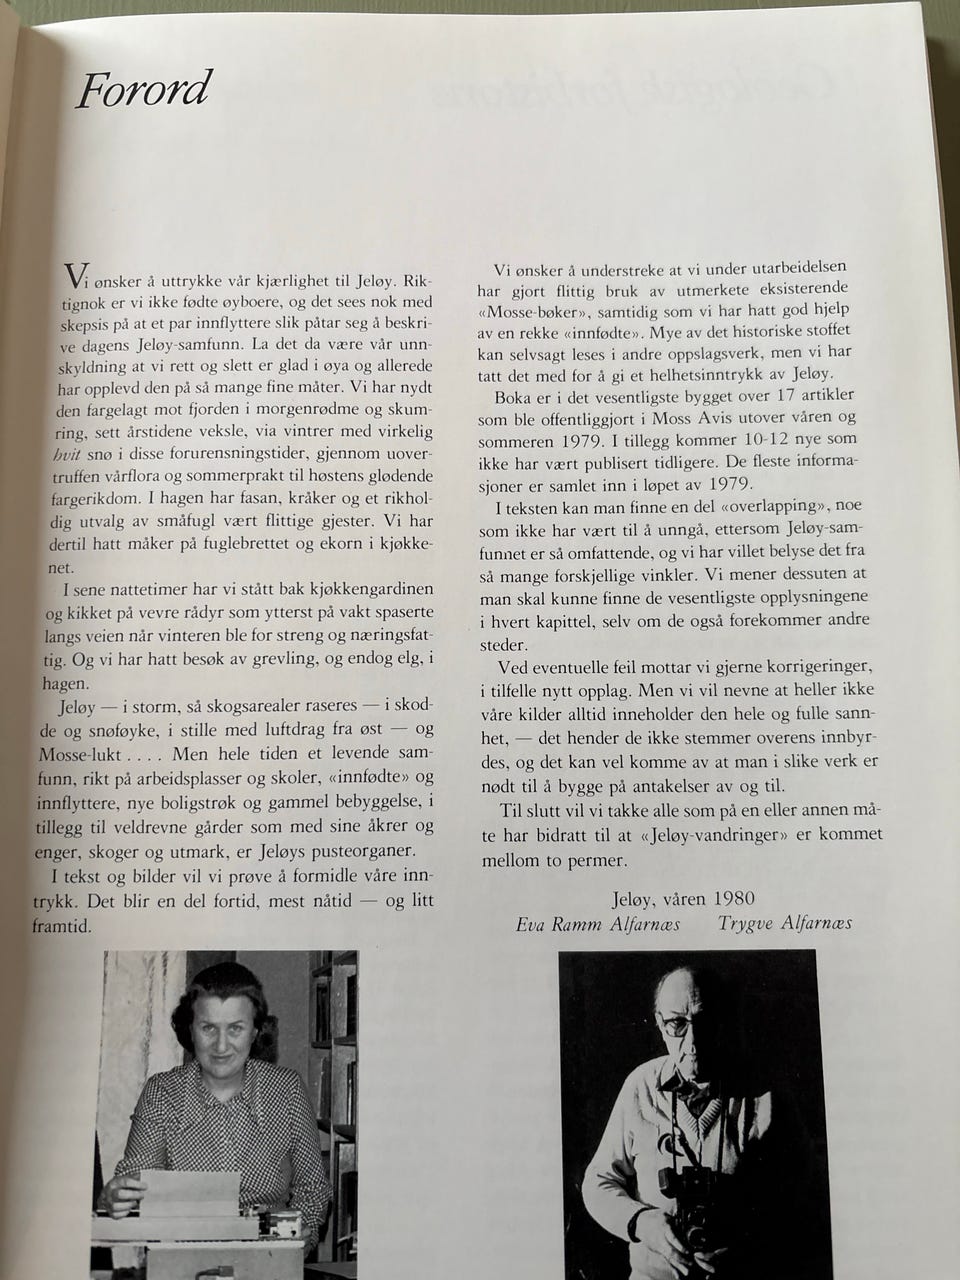 Forord
Vi ønsker å uttrykke vår kjærlighet til Jeløy. Rik-
tignok er vi ikke fødte øyboere, og det sees nok med
skepsis på at et par innflyttere slik påtar seg å beskri-
ve dagens Jeløy-samfunn. La det da være vår unn-
skyldning at vi rett og slett er glad i øya og allerede
har opplevd den på så mange fine måter. Vi har nydt
den fargelagt mot fjorden i morgenrødme og skum-
ring, sett årstidene veksle, via vintrer med virkelig
hvit snø i disse forurensningstider, gjennom uover-
truffen vårflora og sommerprakt til høstens glødende
fargerikdom. I hagen har fasan, kråker og et rikhol-
dig utvalg av småfugl vært flittige gjester. Vi har
dertil hatt måker på fuglebrettet og ekorn i kjøkke-
net.
I sene nattetimer har vi stått bak kjøkkengardinen
og kikket på vevre rådyr som ytterst på vakt spaserte
langs veien når vinteren ble for streng og næringsfat-
tig. Og vi har hatt besøk av grevling, og endog elg, i
hagen.
Jeløy — i storm, så skogsarealer raseres — i skod-
de og snøføyke, i stille med luftdrag fra øst — og
Mosse-lukt . . . . Men hele tiden et levende sam-
funn, rikt på arbeidsplasser og skoler, «innfødte» og
innflyttere, nye boligstrøk og gammel bebyggelse, i
tillegg til veldrevne gårder som med sine åkrer og
enger, skoger og utmark, er Jeløys pusteorganer.
I tekst og bilder vil vi prøve å formidle våre inn-
trykk. Det blir en del fortid, mest nåtid — og litt
framtid.
Vi ønsker å understreke at vi under utarbeidelsen
har gjort flittig bruk av utmerkete eksisterende
«Mosse-bøker», samtidig som vi har hatt god hjelp
av en rekke «innfødte». Mye av det historiske stoffet
kan selvsagt leses i andre oppslagsverk, men vi har
tatt det med for å gi et helhetsinntrykk av Jeløy.
Boka er i det vesentligste bygget over 17 artikler
som ble offentliggjort i Moss Avis utover våren og
sommeren 1979. I tillegg kommer 10-12 nye som
ikke har vært publisert tidligere. De fleste informa-
sjoner er samlet inn i løpet av 1979.
I teksten kan man finne en del «overlapping», noe
som ikke har vært til å unngå, ettersom Jeløy-sam-
funnet er så omfattende, og vi har villet belyse det fra
så mange forskjellige vinkler. Vi mener dessuten at
man skal kunne finne de vesentligste opplysningene
i hvert kapittel, selv om de også forekommer andre
steder.
Ved eventuelle feil mottar vi gjerne korrigeringer,
i tilfelle nytt opplag. Men vi vil nevne at heller ikke
våre kilder alltid inneholder den hele og fulle sann-
het, — det hender de ikke stemmer overens innbyr-
des, og det kan vel komme av at man i slike verk er
nødt til å bygge på antakelser av og til.
Til slutt vil vi takke alle som på en eller annen må-
te har bidratt til at «Jeløy-vandringer» er kommet
mellom to permer.
Jeløy, våren 1980
Eva Ramm Alfarnæs Trygve Alfarnæs